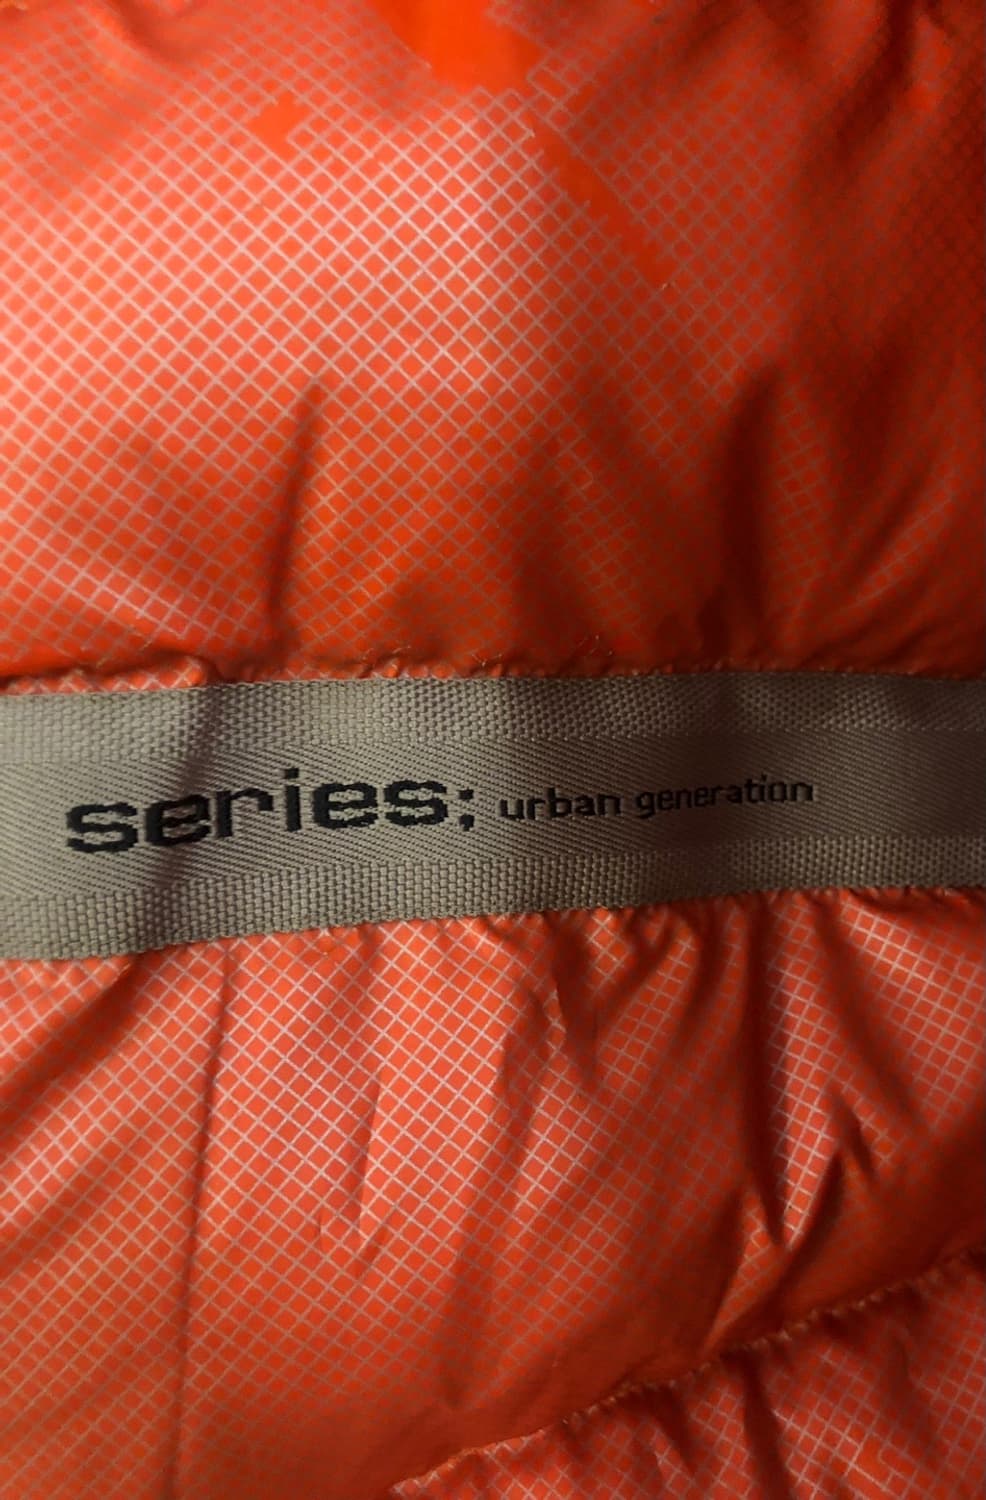 series; urban generation